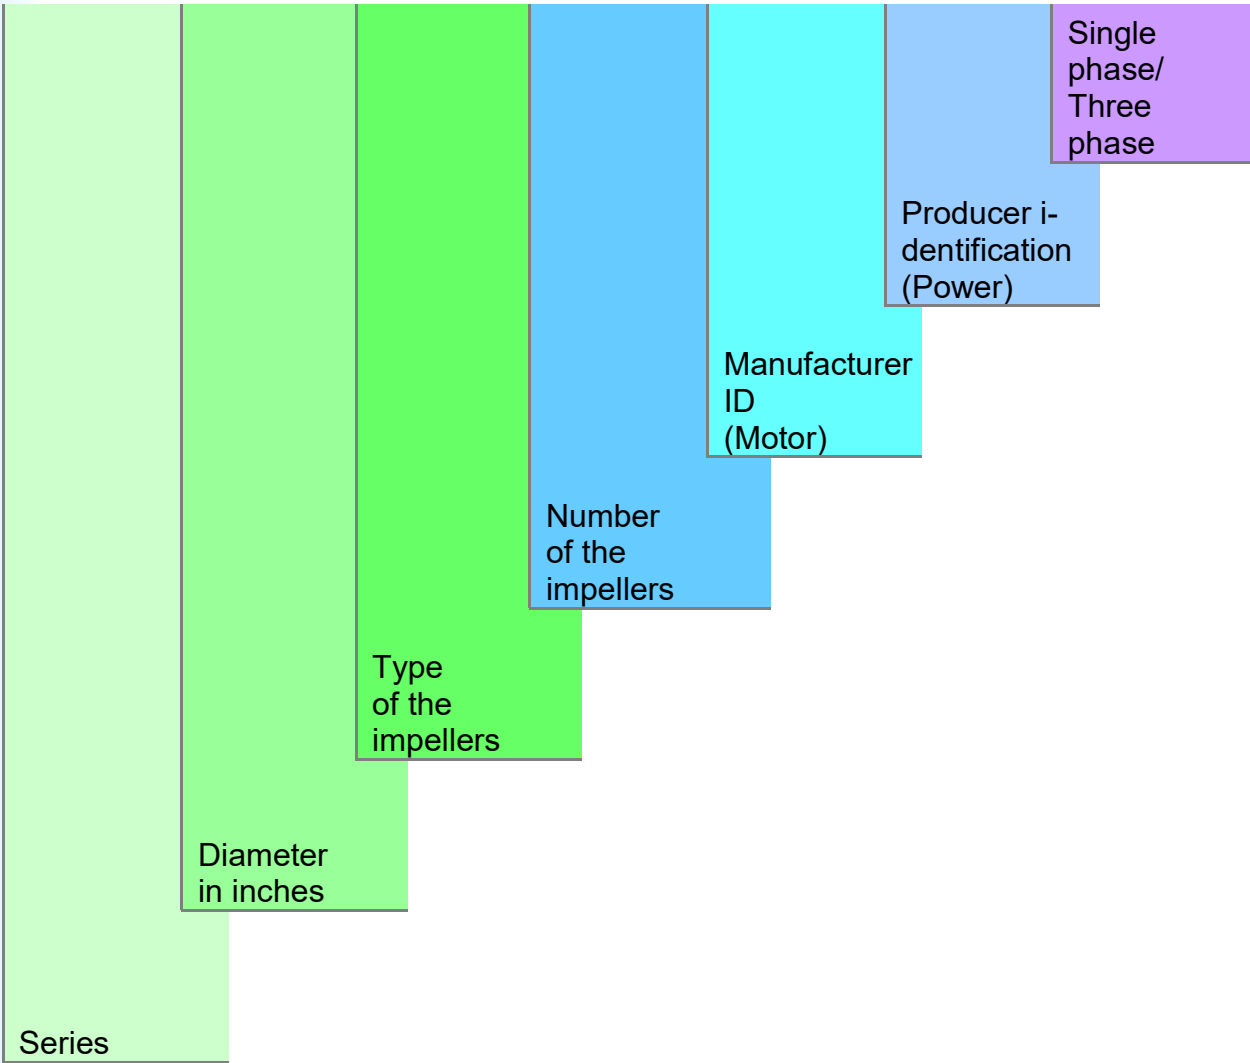 Single
phase/
Three
phase
Producer i-
dentification
(Power)
Manufacturer
ID
(Motor)
Number
of the
impellers
Type
of the
impellers
Diameter
in inches
Series